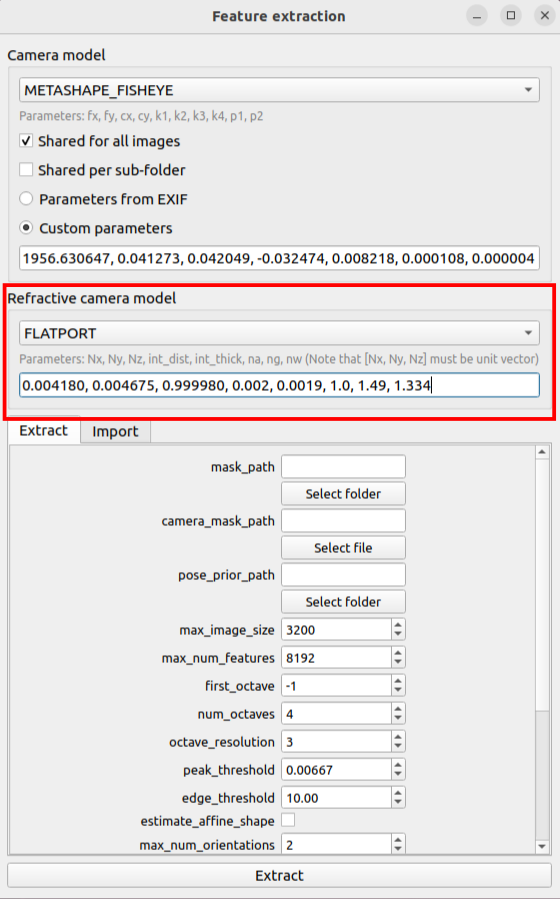 Feature extraction
Camera model
METASHAPE_FISHEYE
Parameters: fx, fy, cx, cy, k1, k2, k3, k4, p1, p2
Shared for all images
Shared per sub-folder
Parameters from EXIF
Custom parameters
1956.630647, 0.041273, 0.042049, -0.032474, 0.008218, 0.000108, 0.000004
Refractive camera model
FLATPORT
Parameters: Nx, Ny, Nz, int_dist, int_thick, na, ng, nw (Note that [Nx, Ny, Nz] must be unit vector)
0.004180, 0.004675, 0.999980, 0.002, 0.0019, 1.0, 1.49, 1.334
Extract Import
mask_path
Select folder
camera_mask_path
Select file
pose_prior_path
Select folder
max_image_size 3200
max_num_features 8192
first_octave -1
num_octaves 4
octave_resolution 3
peak_threshold 0.00667
edge_threshold 10.00
estimate_affine_shape
max_num_orientations 2
Extract